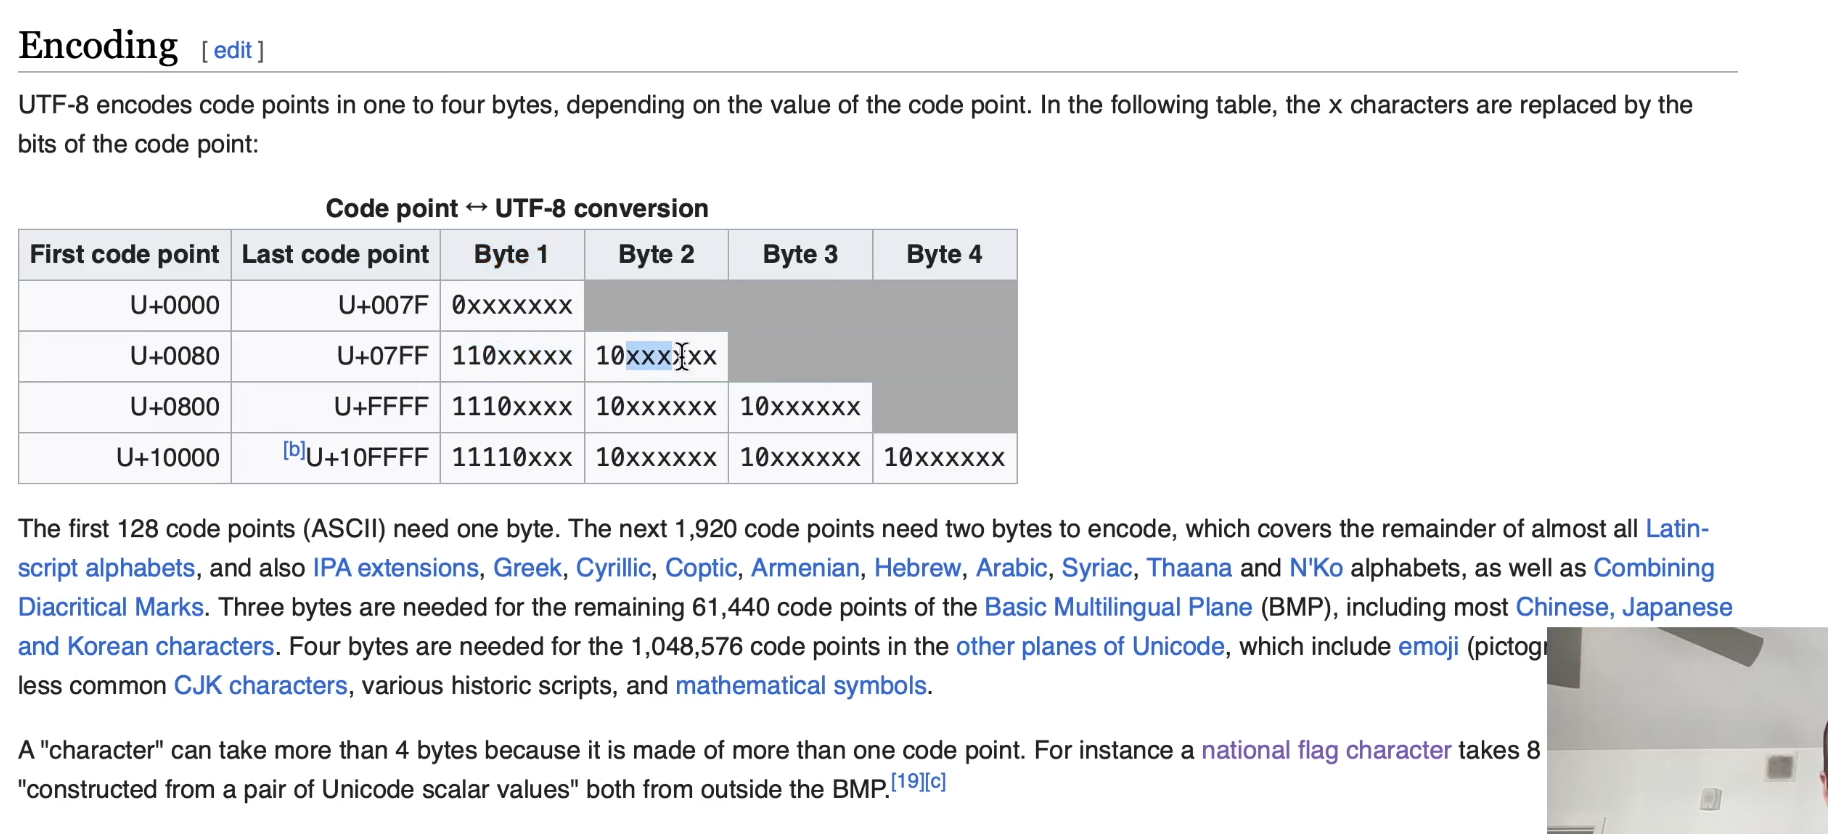 Encoding [ edit ]
UTF-8 encodes code points in one to four bytes, depending on the value of the code point. In the following table, the x characters are replaced by the
bits of the code point:
Code point ↔ UTF-8 conversion
First code point Last code point Byte 1 Byte 2 Byte 3 Byte 4
U+0000 U+007F 0xxxxxxx
U+0080 U+07FF 110xxxxx 10xxxxxx
U+0800 U+FFFF 1110xxxx 10xxxxxx 10xxxxxx
U+10000 [b]U+10FFFF 11110xxx 10xxxxxx 10xxxxxx 10xxxxxx
The first 128 code points (ASCII) need one byte. The next 1,920 code points need two bytes to encode, which covers the remainder of almost all Latin-
script alphabets, and also IPA extensions, Greek, Cyrillic, Coptic, Armenian, Hebrew, Arabic, Syriac, Thaana and N'Ko alphabets, as well as Combining
Diacritical Marks. Three bytes are needed for the remaining 61,440 code points of the Basic Multilingual Plane (BMP), including most Chinese, Japanese
and Korean characters. Four bytes are needed for the 1,048,576 code points in the other planes of Unicode, which include emoji
less common CJK characters, various historic scripts, and mathematical symbols.
A "character" can take more than 4 bytes because it is made of more than one code point. For instance a national flag character takes 8
"constructed from a pair of Unicode scalar values" both from outside the BMP.[19][c]